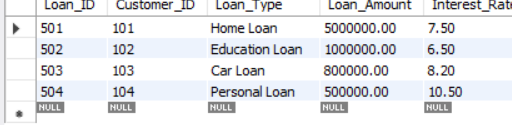 Loan_ID Customer_ID Loan_Type Loan_Amount Interest_Rate
501 101 Home Loan 5000000.00 7.50
502 102 Education Loan 1000000.00 6.50
503 103 Car Loan 800000.00 8.20
504 104 Personal Loan 500000.00 10.50
NULL NULL NULL NULL NULL